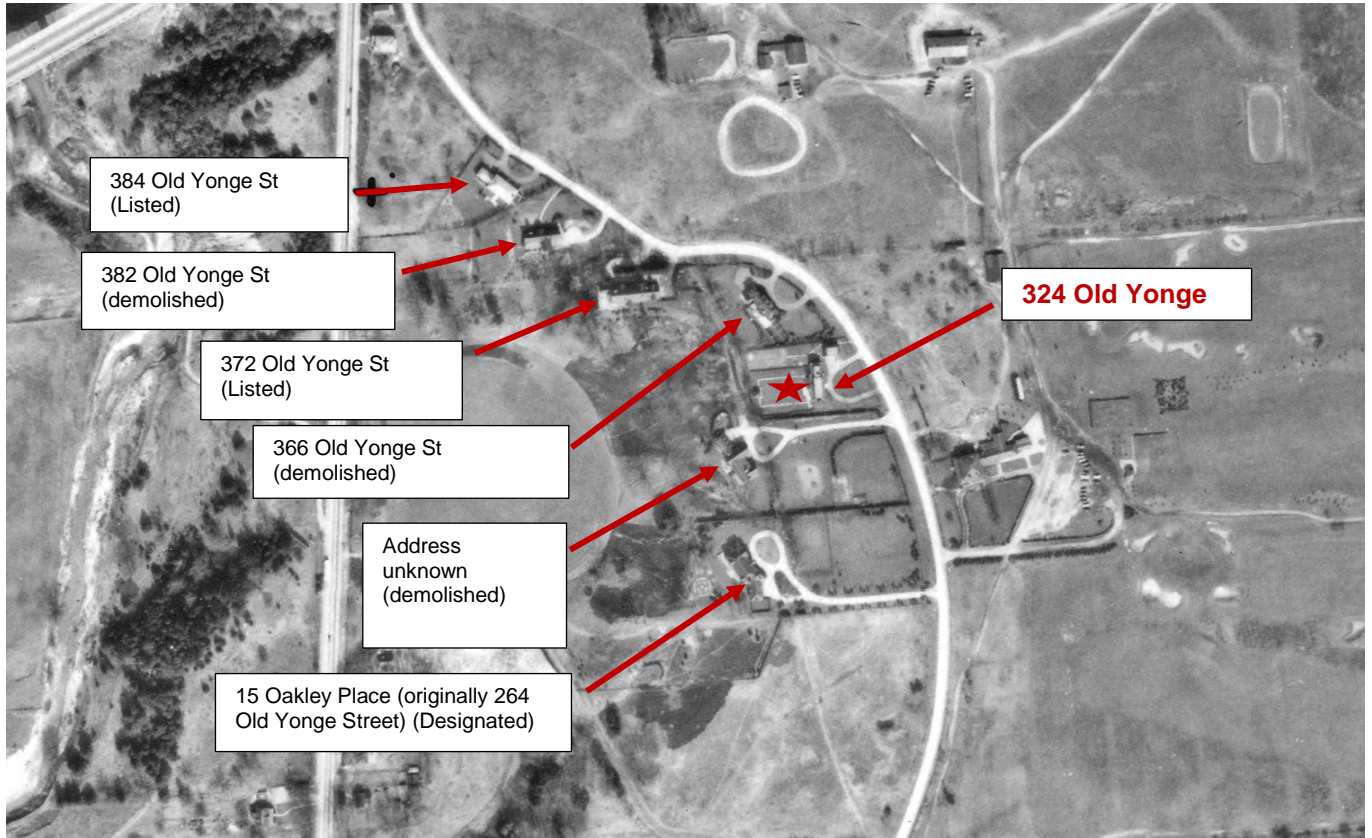 384 Old Yonge St
(Listed)
382 Old Yonge St
(demolished)
324 Old Yonge
372 Old Yonge St
(Listed)
366 Old Yonge St
(demolished)
Address
unknown
(demolished)
15 Oakley Place (originally 264
Old Yonge Street) (Designated)